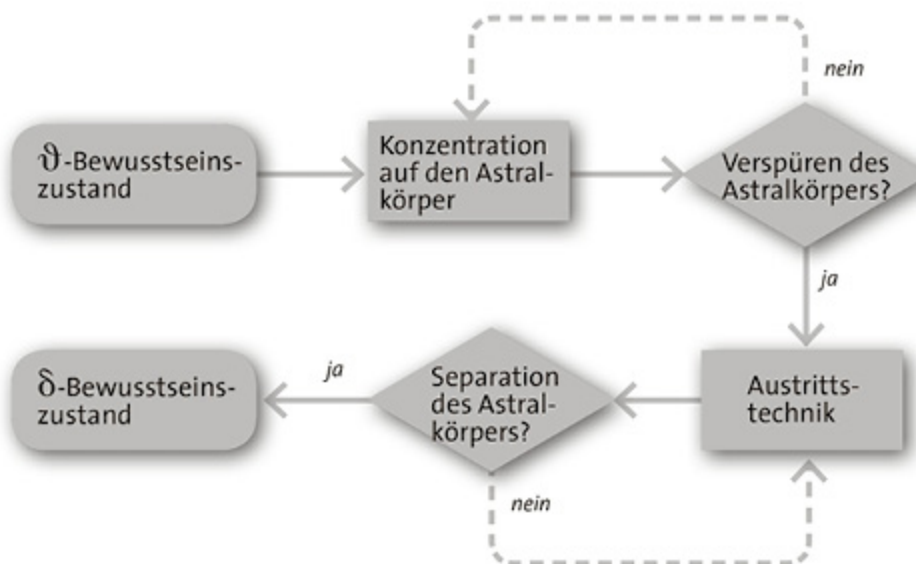 nein
ϑ-Bewusstseins-
zustand
Konzentration
auf den Astral-
körper
Verspüren des
Astralkörpers?
ja
δ-Bewusstseins-
zustand
ja
Separation
des Astral-
körpers?
Austritts-
technik
nein